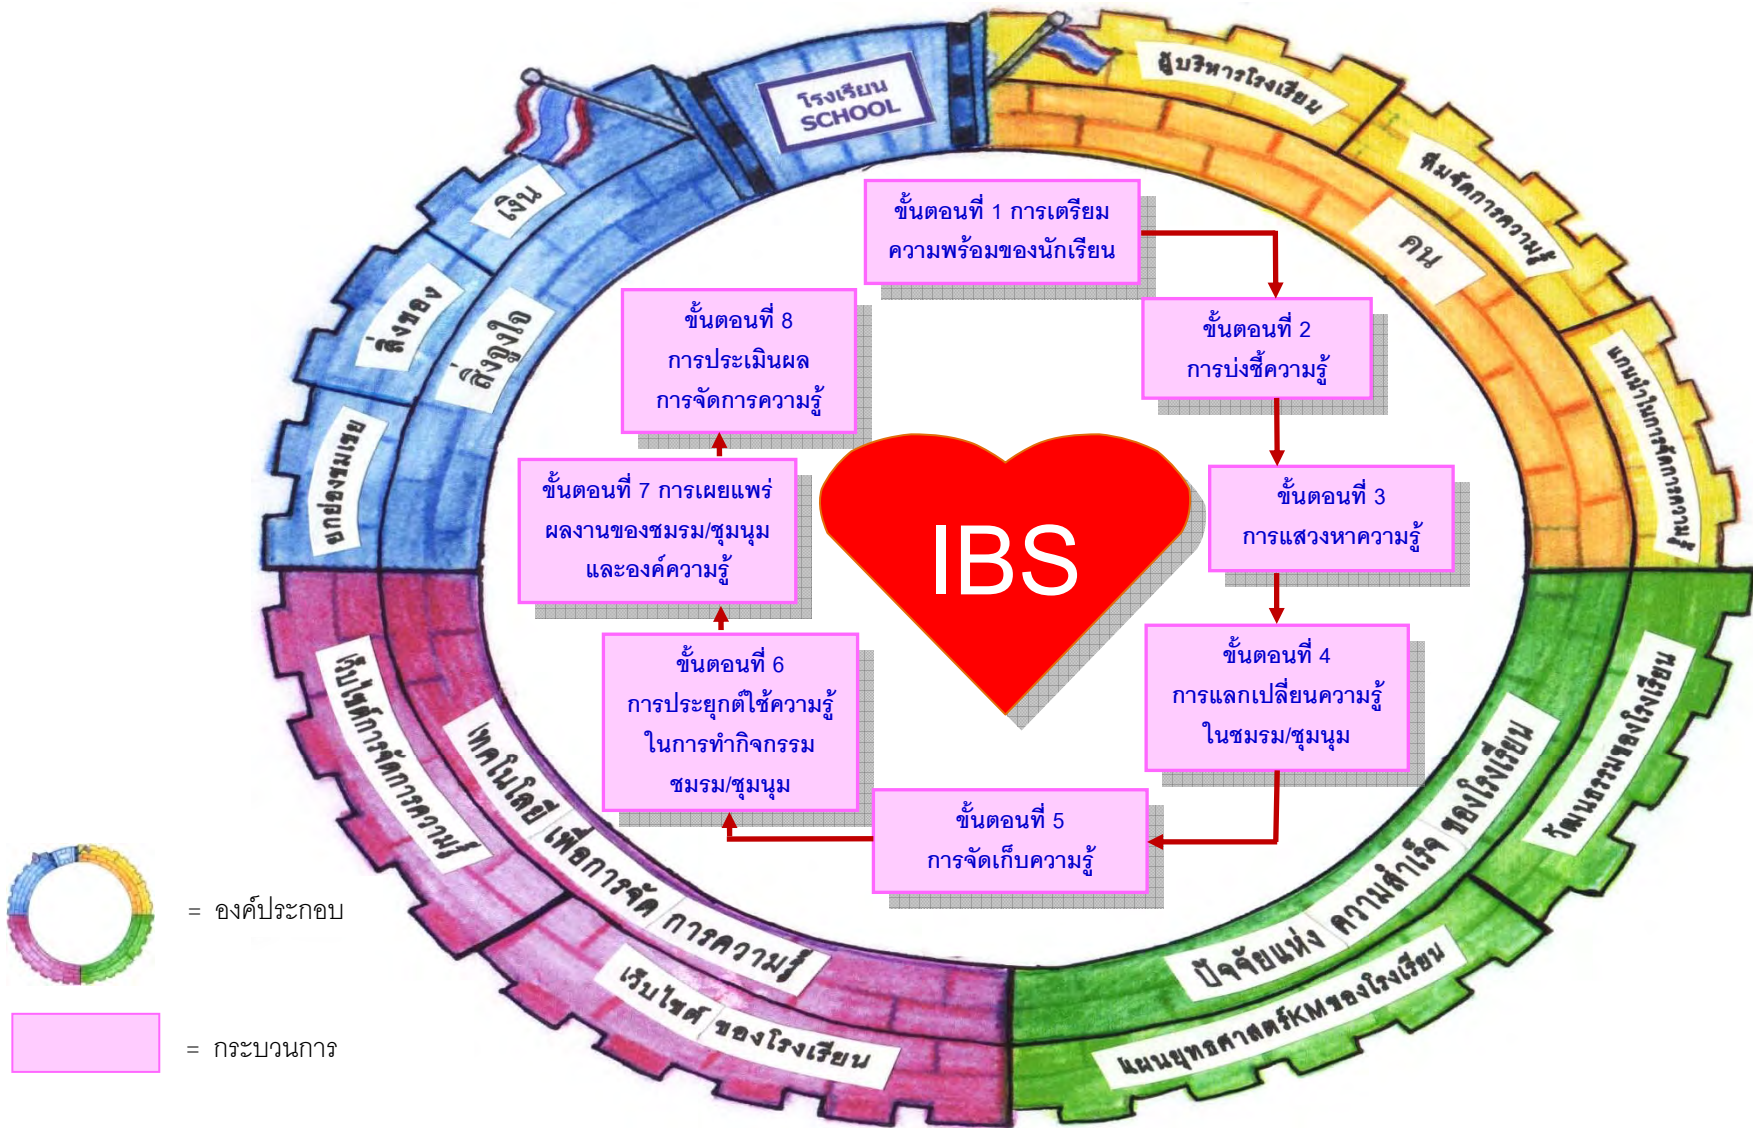 โรงเรียน
SCHOOL
ผู้บริหารโรงเรียน
ทีมจัดการความรู้
แกนนำในการจัดการความรู้
คน
เงิน
สิ่งของ
ยกย่องชมเชย
สิ่งจูงใจ
ขั้นตอนที่ 1 การเตรียม
ความพร้อมของนักเรียน
ขั้นตอนที่ 2
การบ่งชี้ความรู้
ขั้นตอนที่ 3
การแสวงหาความรู้
ขั้นตอนที่ 4
การแลกเปลี่ยนความรู้
ในชมรม/ชุมนุม
ขั้นตอนที่ 5
การจัดเก็บความรู้
ขั้นตอนที่ 6
การประยุกต์ใช้ความรู้
ในการทำกิจกรรม
ชมรม/ชุมนุม
ขั้นตอนที่ 7 การเผยแพร่
ผลงานของชมรม/ชุมนุม
และองค์ความรู้
ขั้นตอนที่ 8
การประเมินผล
การจัดการความรู้
IBS
เว็บไซต์การจัดการความรู้
เทคโนโลยี เพื่อการจัด การความรู้
เว็บไซต์ ของโรงเรียน
วัฒนธรรมของโรงเรียน
ปัจจัยแห่ง ความสำเร็จ ของโรงเรียน
แผนยุทธศาสตร์KMของโรงเรียน
= องค์ประกอบ
= กระบวนการ